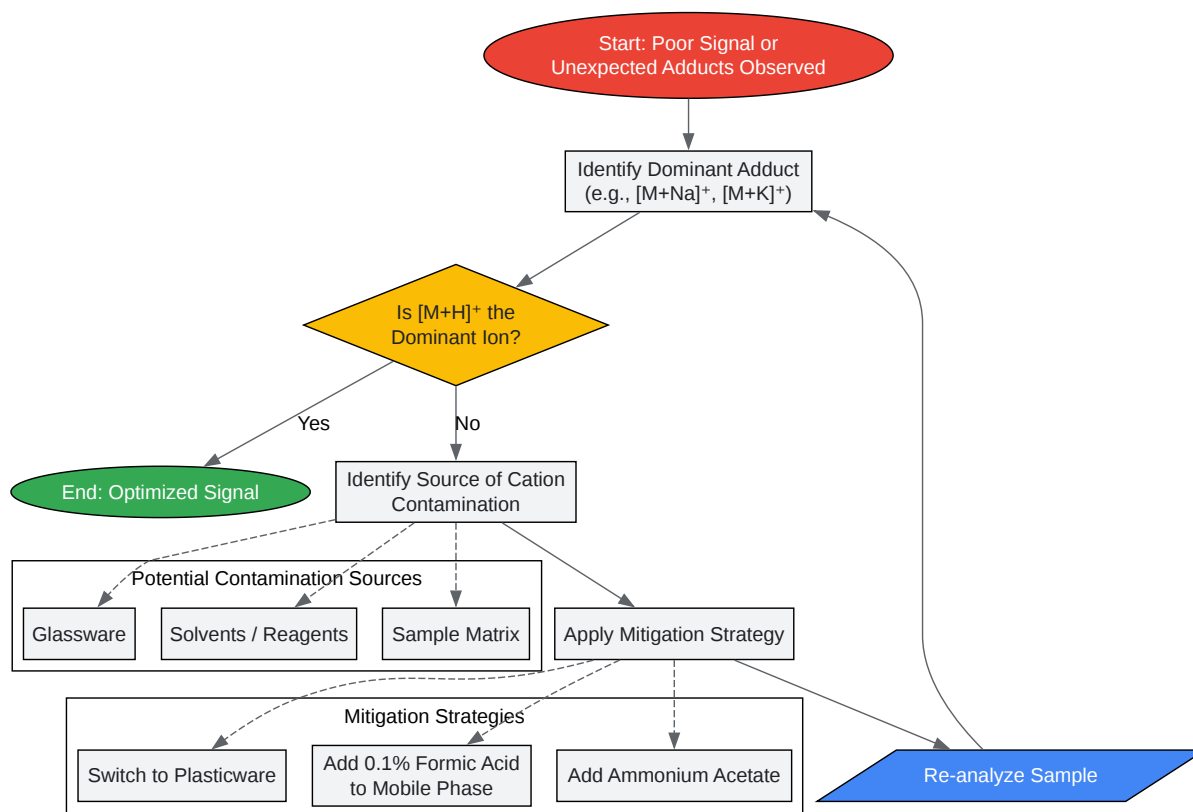 Start: Poor Signal or
Unexpected Adducts Observed
Identify Dominant Adduct
(e.g., [M+Na]⁺, [M+K]⁺)
Is [M+H]⁺ the
Dominant Ion?
Yes
No
End: Optimized Signal
Identify Source of Cation
Contamination
Potential Contamination Sources
Glassware
Solvents / Reagents
Sample Matrix
Apply Mitigation Strategy
Mitigation Strategies
Switch to Plasticware
Add 0.1% Formic Acid
to Mobile Phase
Add Ammonium Acetate
Re-analyze Sample